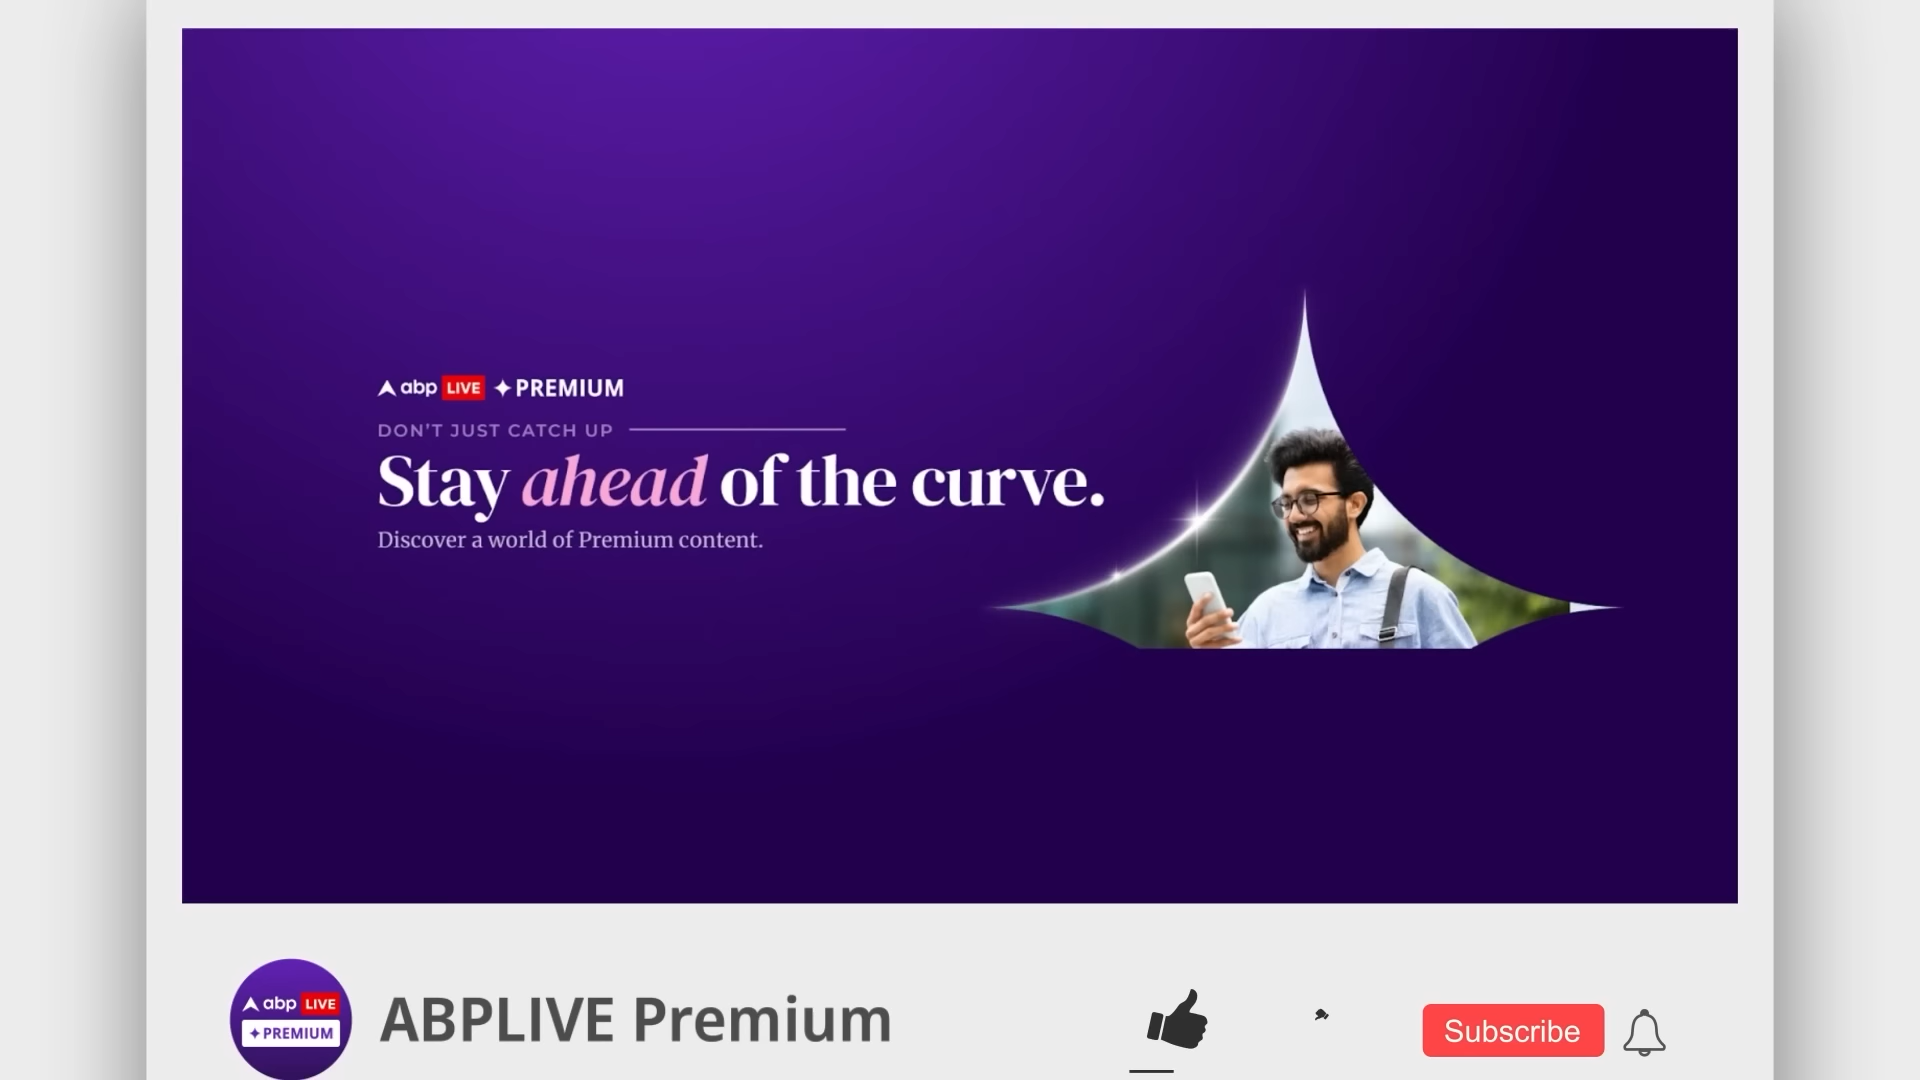 abp LIVE PREMIUM
DON'T JUST CATCH UP
Stay ahead of the curve.
Discover a world of Premium content.
abp LIVE
PREMIUM
ABPLIVE Premium
Subscribe